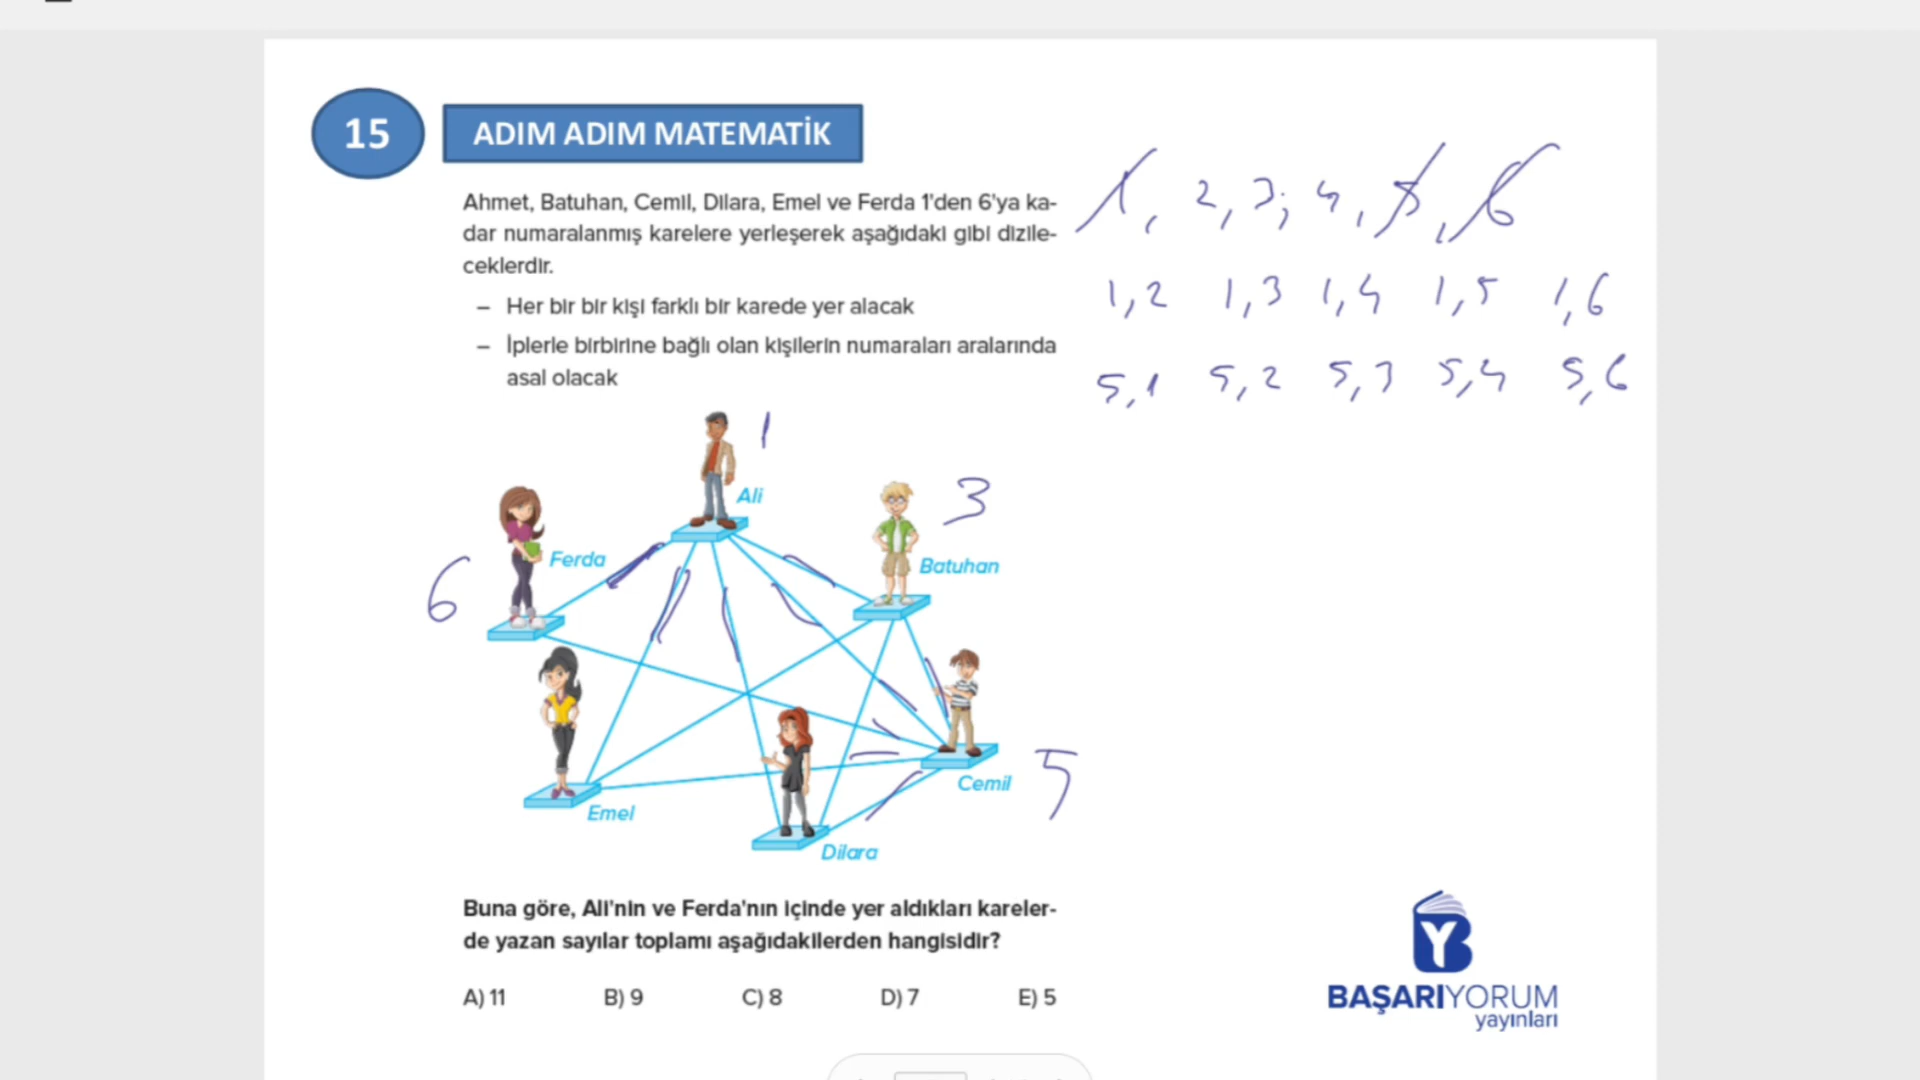 15
ADIM ADIM MATEMATİK
Ahmet, Batuhan, Cemil, Dilara, Emel ve Ferda 1'den 6'ya ka-
dar numaralanmış karelere yerleşerek aşağıdaki gibi dizile-
ceklerdir.
– Her bir bir kişi farklı bir karede yer alacak
– İplerle birbirine bağlı olan kişilerin numaraları aralarında
asal olacak
1, 2, 3, 4, 5, 6
1,2 1,3 1,4 1,5 1,6
5,1 5,2 5,3 5,4 5,6
1
Ali
3
Ferda
Batuhan
6
Cemil
5
Emel
Dilara
Buna göre, Ali'nin ve Ferda'nın içinde yer aldıkları kareler-
de yazan sayılar toplamı aşağıdakilerden hangisidir?
A) 11 B) 9 C) 8 D) 7 E) 5
BAŞARIYORUM
yayınları